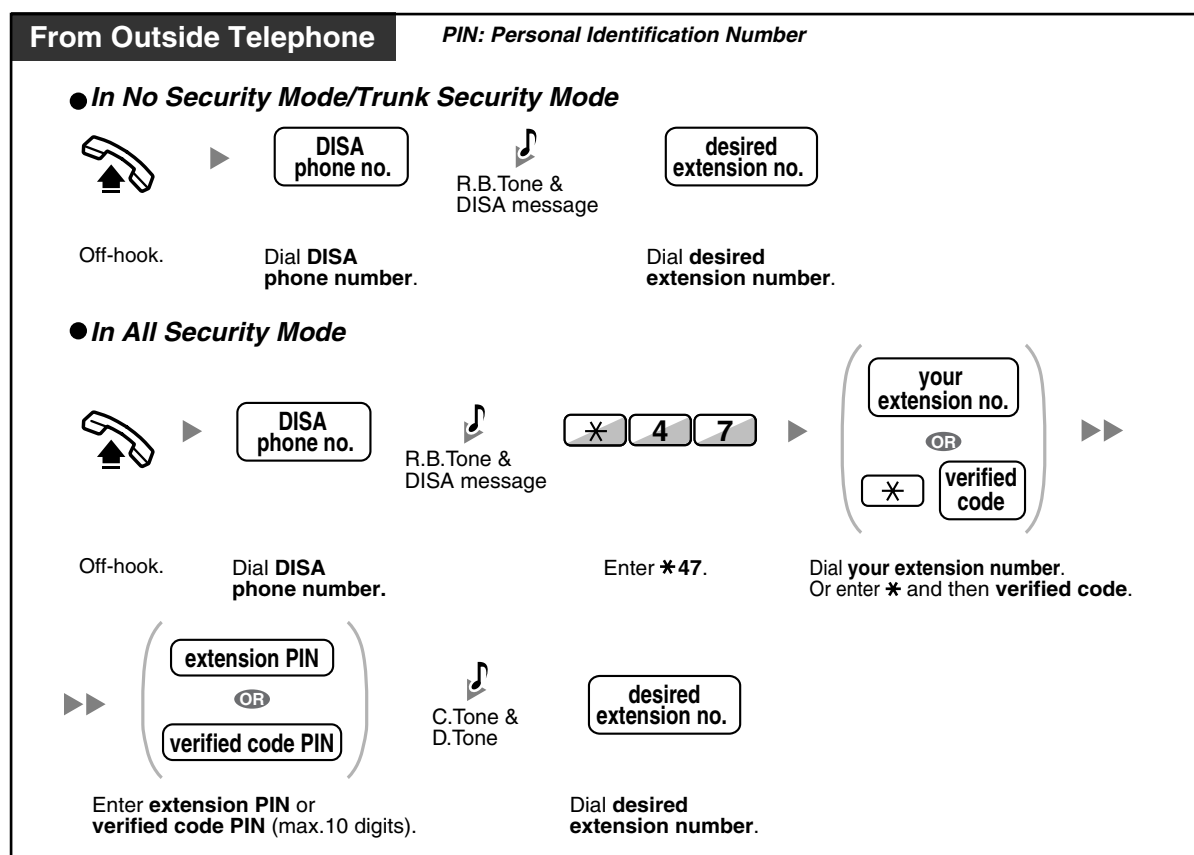 From Outside Telephone
PIN: Personal Identification Number
●In No Security Mode/Trunk Security Mode
DISA
phone no.
R.B.Tone &
DISA message
desired
extension no.
Off-hook.
Dial DISA
phone number.
Dial desired
extension number.
●In All Security Mode
DISA
phone no.
R.B.Tone &
DISA message
* 4 7
your
extension no.
OR
* verified
code
Off-hook.
Dial DISA
phone number.
Enter *47.
Dial your extension number.
Or enter * and then verified code.
extension PIN
OR
verified code PIN
C.Tone &
D.Tone
desired
extension no.
Enter extension PIN or
verified code PIN (max.10 digits).
Dial desired
extension number.